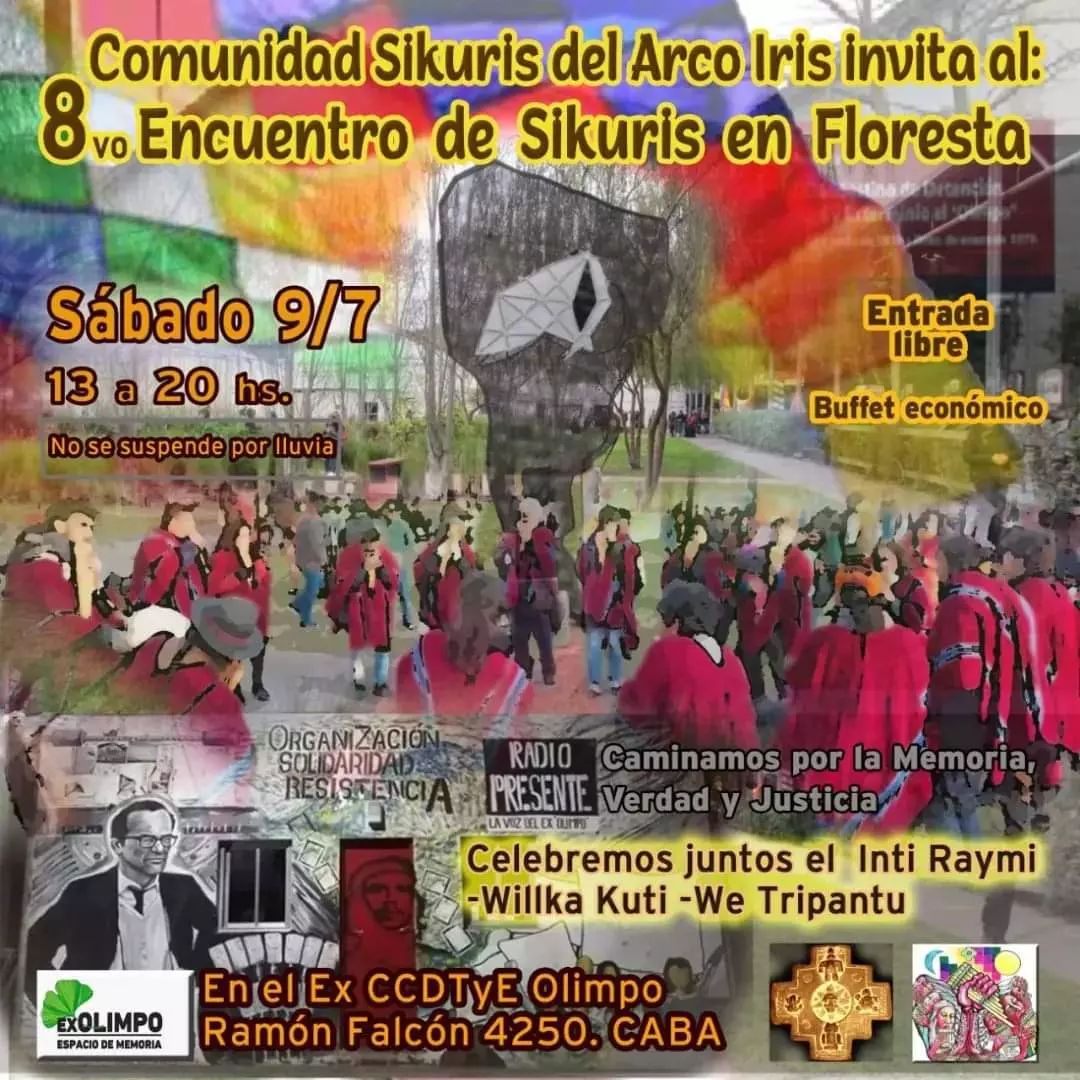 Comunidad Sikuris del Arco Iris invita al:
8vo Encuentro de Sikuris en Floresta
Sábado 9/7
13 a 20 hs.
No se suspende por lluvia
Entrada
libre
Buffet económico
ORGANIZACIÓN
SOLIDARIDAD
RESISTENCIA
RADIO
PRESENTE
LA VOZ DEL EX OLIMPO
Caminamos por la Memoria,
Verdad y Justicia
Celebremos juntos el Inti Raymi
-Willka Kuti -We Tripantu
EXOLIMPO
ESPACIO DE MEMORIA
En el Ex CCDTyE Olimpo
Ramón Falcón 4250. CABA